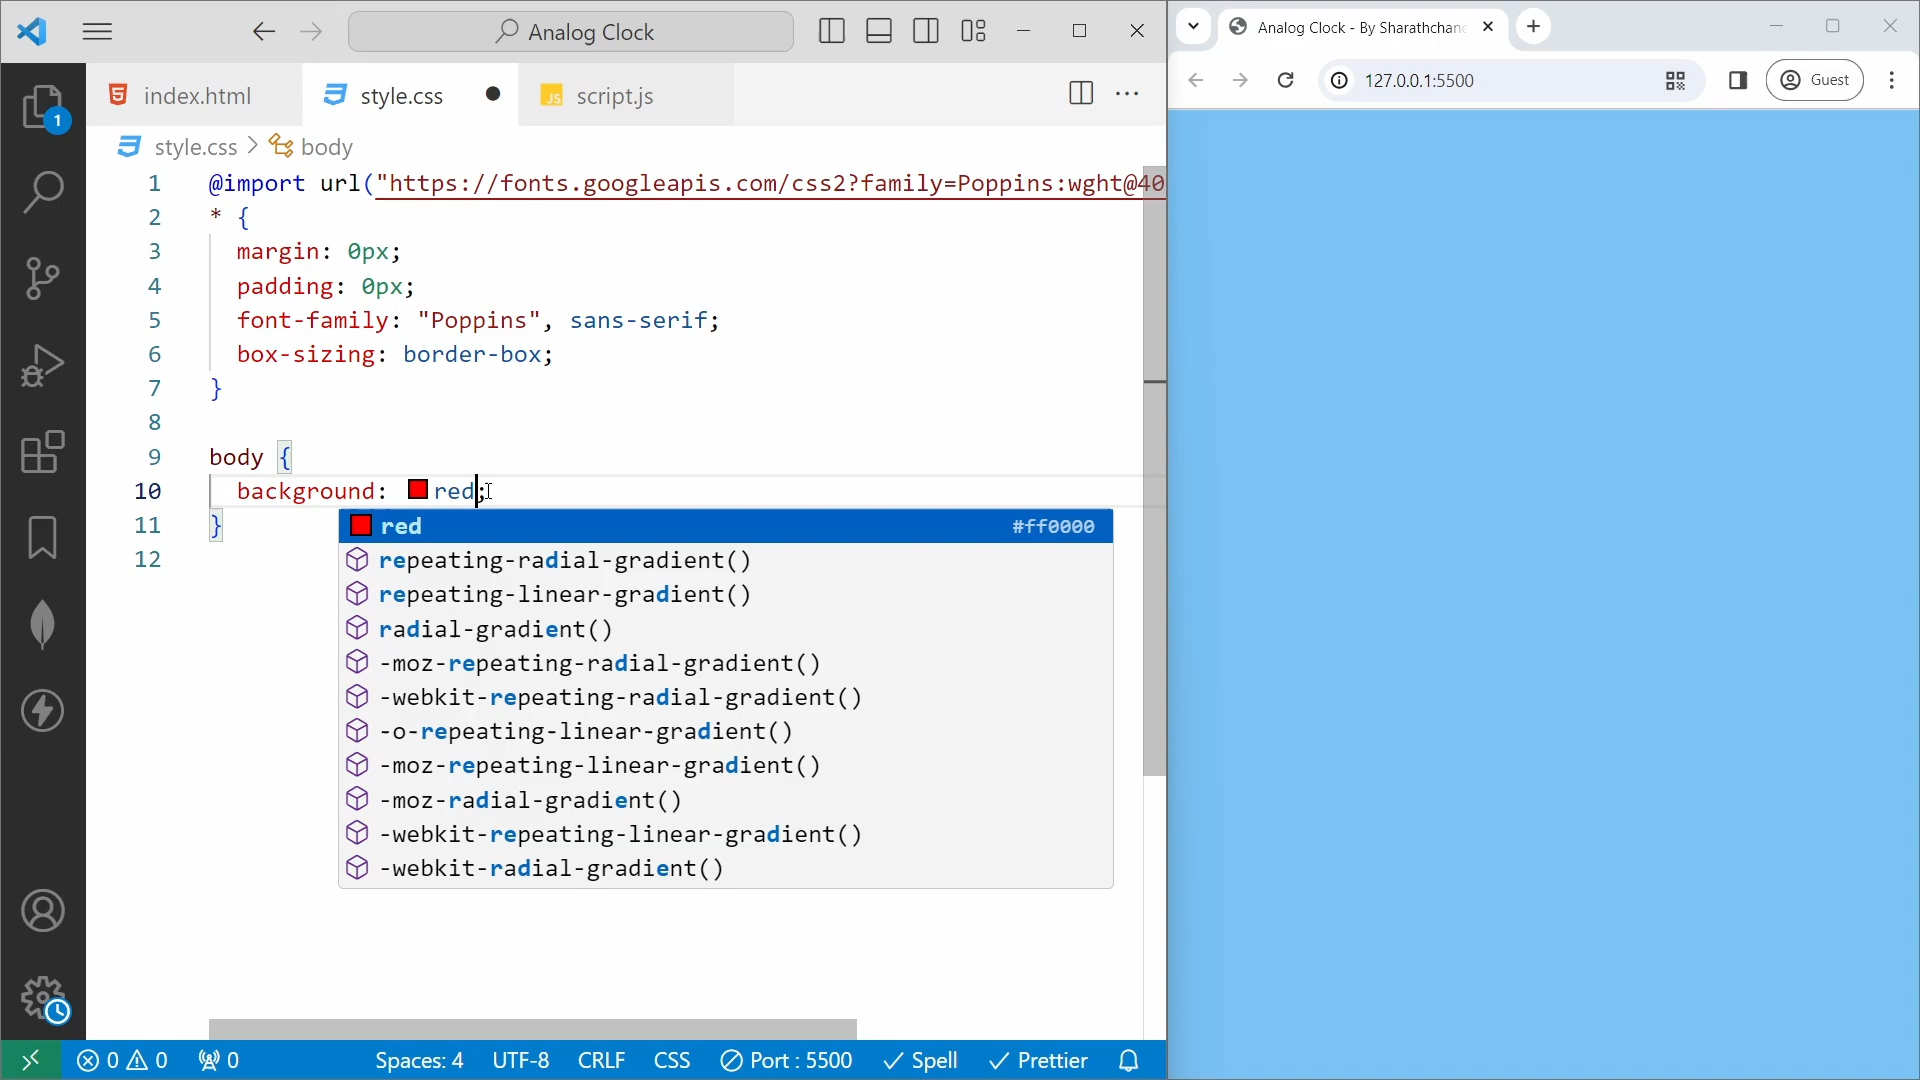 Analog Clock
Analog Clock - By Sharathchan
127.0.0.1:5500
Guest
1
index.html
style.css
script.js
style.css > body
1 @import url("https://fonts.googleapis.com/css2?family=Poppins:wght@40
2 * {
3 margin: 0px;
4 padding: 0px;
5 font-family: "Poppins", sans-serif;
6 box-sizing: border-box;
7 }
8
9 body {
10 background: red;
11 }
12
red #ff0000
repeating-radial-gradient()
repeating-linear-gradient()
radial-gradient()
-moz-repeating-radial-gradient()
-webkit-repeating-radial-gradient()
-o-repeating-linear-gradient()
-moz-repeating-linear-gradient()
-moz-radial-gradient()
-webkit-repeating-linear-gradient()
-webkit-radial-gradient()
0 0 0 Spaces: 4 UTF-8 CRLF CSS Port : 5500 Spell Prettier